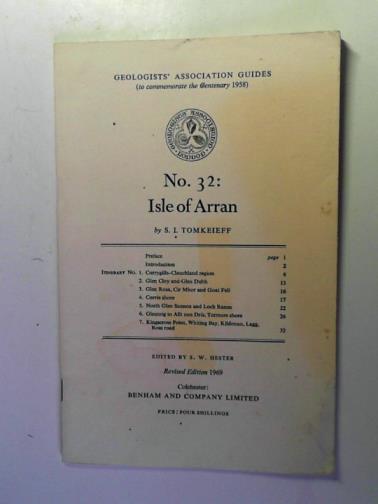 GEOLOGISTS' ASSOCIATION GUIDES
(to commemorate the Centenary 1958)
GEOLOGISTS' ASSOCIATION LONDON
No. 32:
Isle of Arran
by S. I. TOMKEIEFF
Preface page 1
Introduction 2
ITINERARY No. 1. Corrygills-Clauchland region 6
2. Glen Cloy and Glen Dubh 13
3. Glen Rosa, Cir Mhor and Goat Fell 16
4. Corrie shore 17
5. North Glen Sannox and Loch Ranza 22
6. Glenloig to Allt nan Dris, Tormore shore 26
7. Kingscross Point, Whiting Bay, Kildonan, Lagg,
Ross road 32
EDITED BY S. W. HESTER
Revised Edition 1969
Colchester:
BENHAM AND COMPANY LIMITED
PRICE: FOUR SHILLINGS